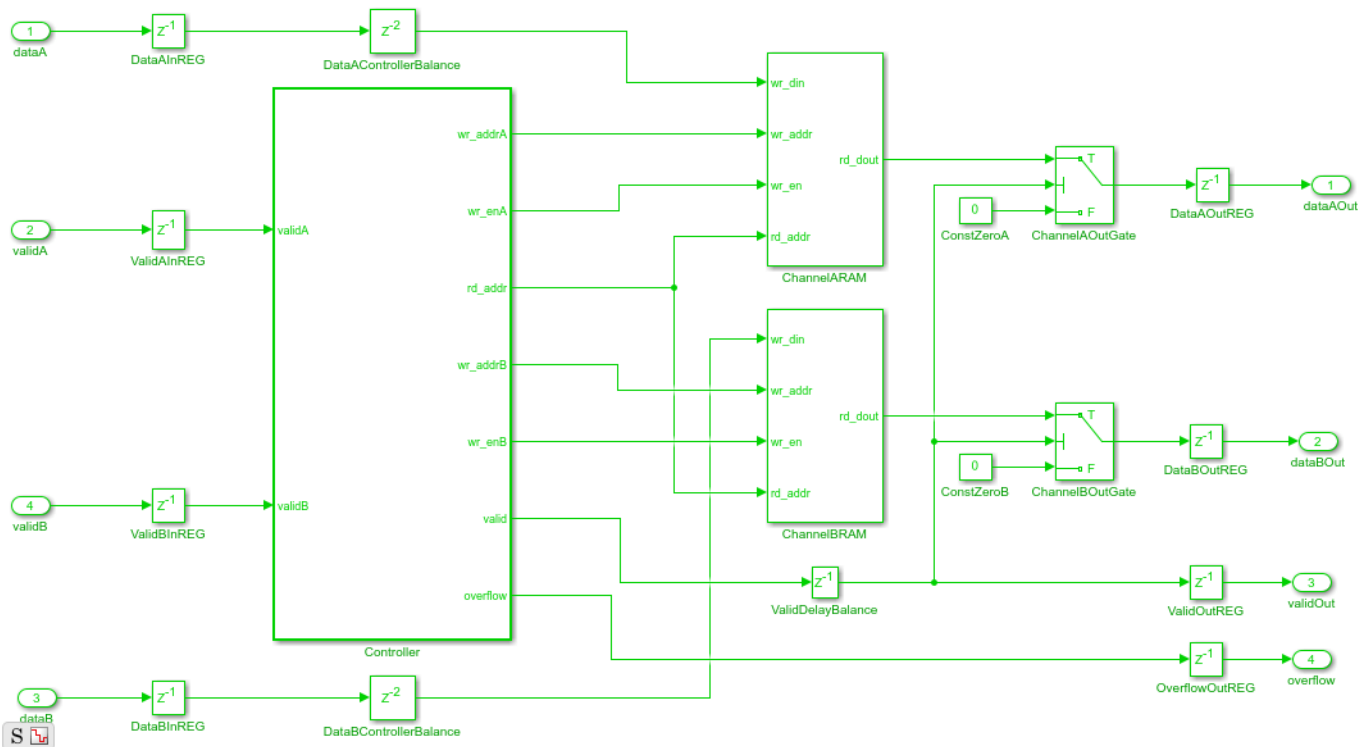 1
dataA
z-1
DataAInREG
z-2
DataAControllerBalance
2
validA
z-1
ValidAInREG
4
validB
z-1
ValidBInREG
3
dataB
z-1
DataBInREG
z-2
DataBControllerBalance
validA
validB
wr_addrA
wr_enA
rd_addr
wr_addrB
wr_enB
valid
overflow
Controller
wr_din
wr_addr
wr_en
rd_addr
rd_dout
ChannelARAM
wr_din
wr_addr
wr_en
rd_addr
rd_dout
ChannelBRAM
z-1
ValidDelayBalance
0
ConstZeroA
T
F
ChannelAOutGate
z-1
DataAOutREG
1
dataAOut
0
ConstZeroB
T
F
ChannelBOutGate
z-1
DataBOutREG
2
dataBOut
z-1
ValidOutREG
3
validOut
z-1
OverflowOutREG
4
overflow
S